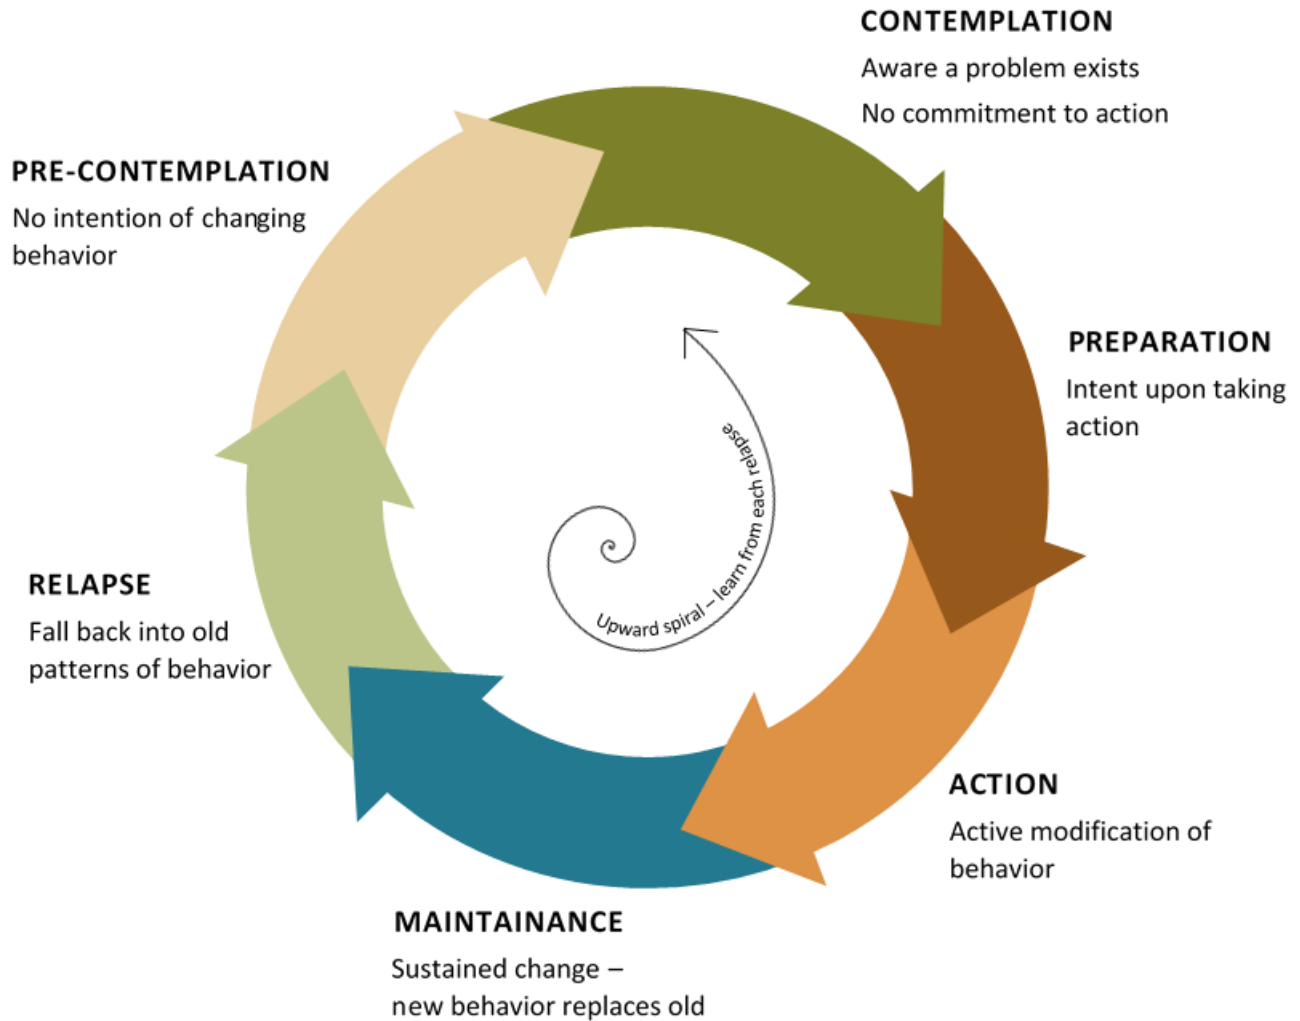 CONTEMPLATION
Aware a problem exists
No commitment to action
PRE-CONTEMPLATION
No intention of changing
behavior
PREPARATION
Intent upon taking
action
Upward spiral – learn from each relapse
RELAPSE
Fall back into old
patterns of behavior
ACTION
Active modification of
behavior
MAINTAINANCE
Sustained change –
new behavior replaces old